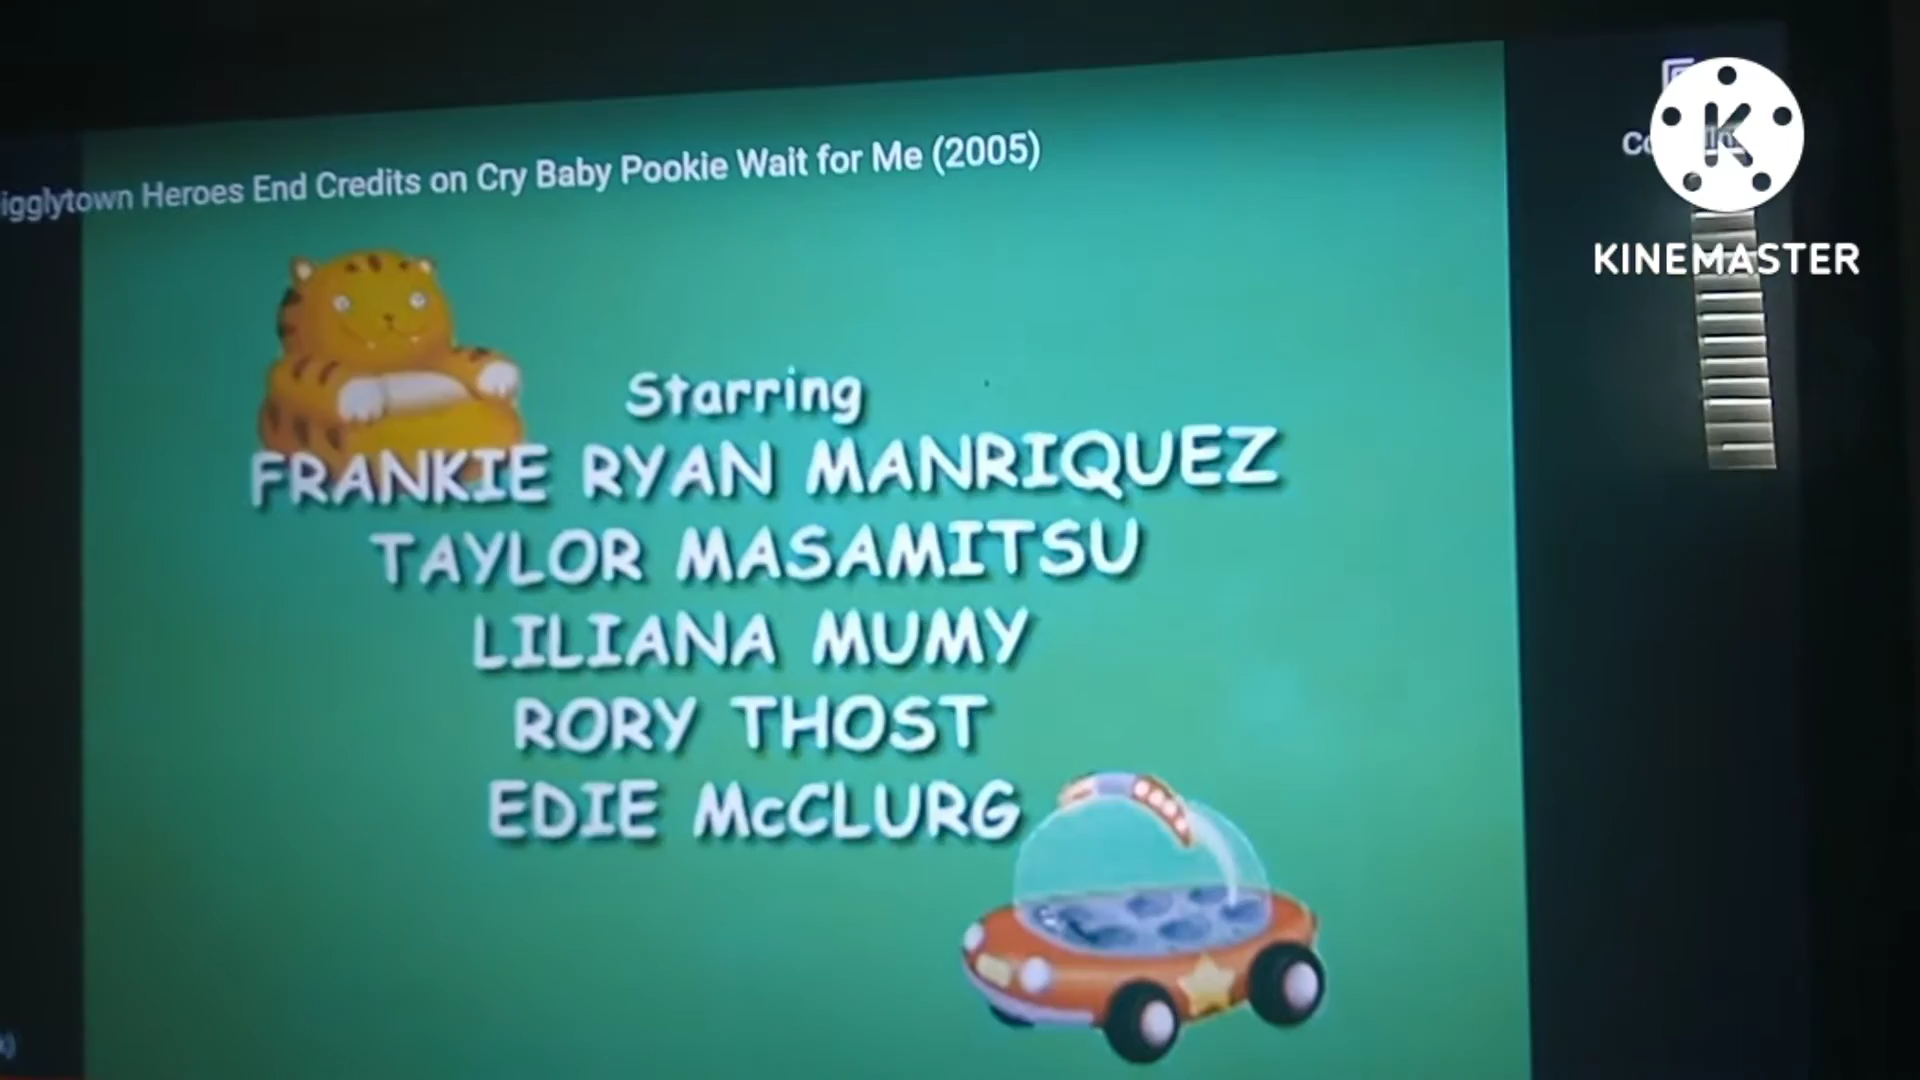 igglytown Heroes End Credits on Cry Baby Pookie Wait for Me (2005)
KINEMASTER
Starring
FRANKIE RYAN MANRIQUEZ
TAYLOR MASAMITSU
LILIANA MUMY
RORY THOST
EDIE McCLURG